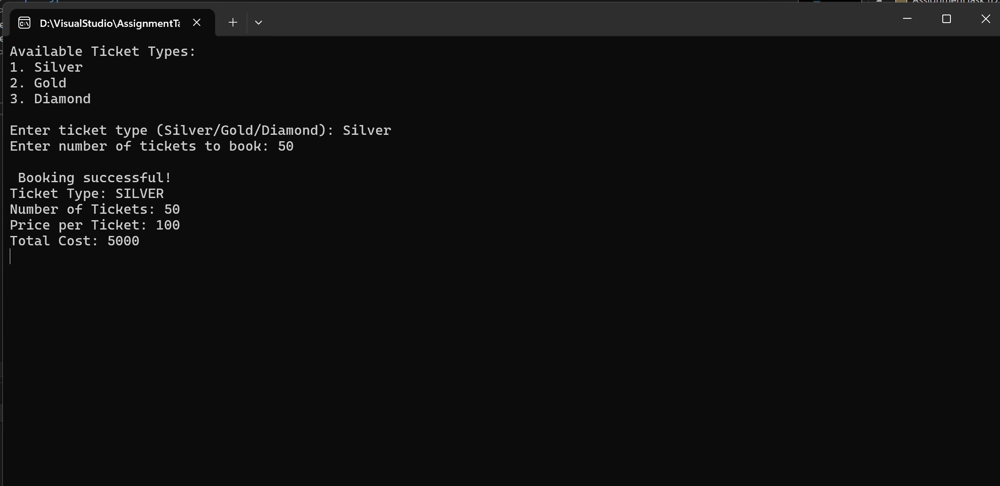 D:\VisualStudio\AssignmentTa
Available Ticket Types:
1. Silver
2. Gold
3. Diamond
Enter ticket type (Silver/Gold/Diamond): Silver
Enter number of tickets to book: 50
Booking successful!
Ticket Type: SILVER
Number of Tickets: 50
Price per Ticket: 100
Total Cost: 5000